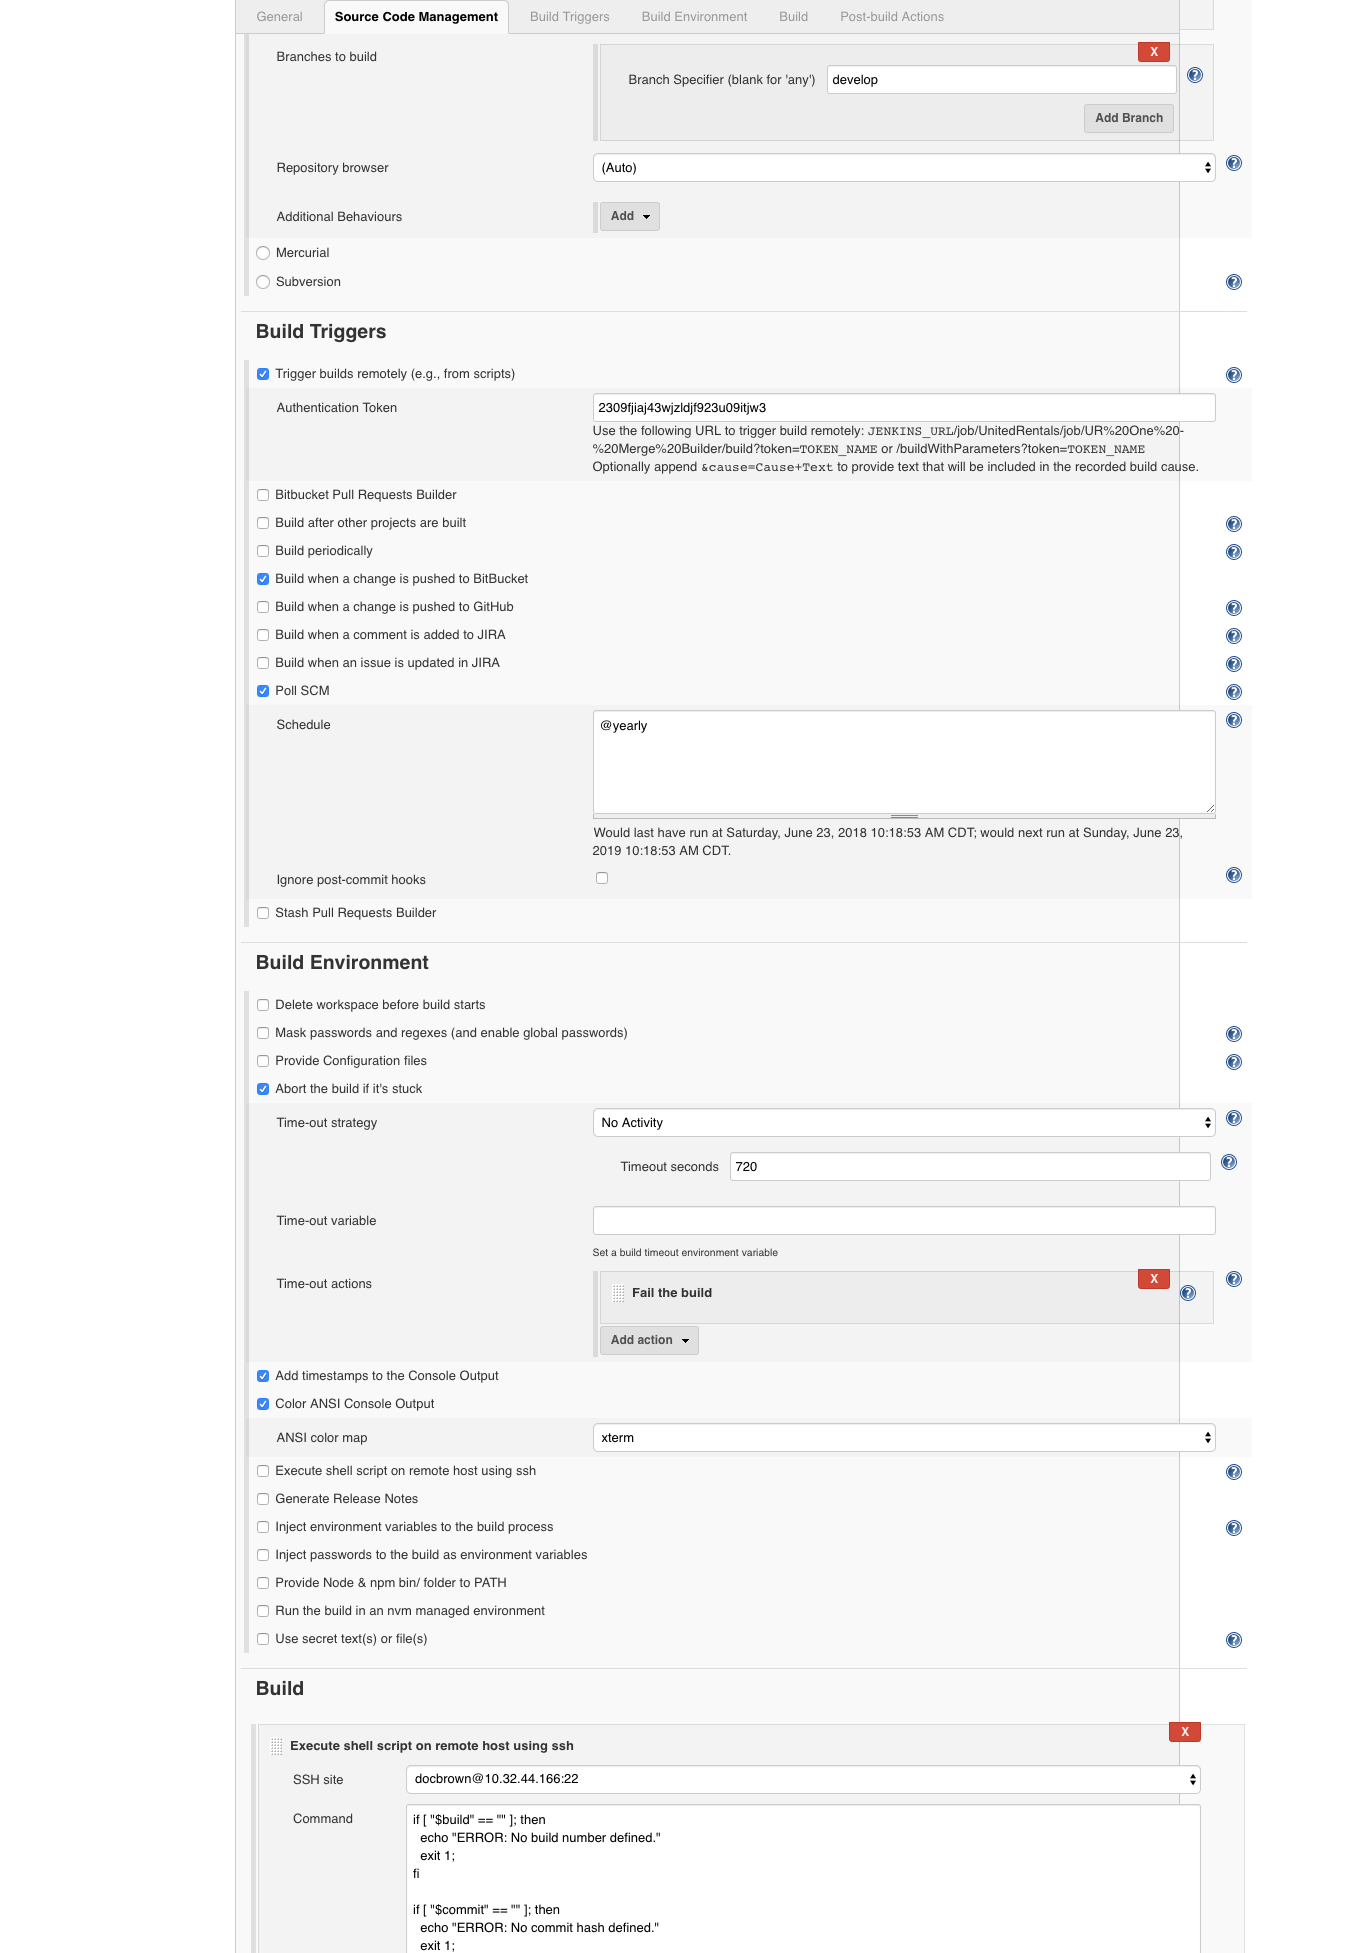 General Source Code Management Build Triggers Build Environment Build Post-build Actions
Branches to build
X
Branch Specifier (blank for 'any') develop
Add Branch
Repository browser (Auto)
Additional Behaviours Add
Mercurial
Subversion
Build Triggers
Trigger builds remotely (e.g., from scripts)
Authentication Token 2309fjiaj43wjzldjf923u09itjw3
Use the following URL to trigger build remotely: JENKINS_URL/job/UnitedRentals/job/UR%20One%20-
%20Merge%20Builder/build?token=TOKEN_NAME or /buildWithParameters?token=TOKEN_NAME
Optionally append &cause=Cause+Text to provide text that will be included in the recorded build cause.
Bitbucket Pull Requests Builder
Build after other projects are built
Build periodically
Build when a change is pushed to BitBucket
Build when a change is pushed to GitHub
Build when a comment is added to JIRA
Build when an issue is updated in JIRA
Poll SCM
Schedule @yearly
Would last have run at Saturday, June 23, 2018 10:18:53 AM CDT; would next run at Sunday, June 23,
2019 10:18:53 AM CDT.
Ignore post-commit hooks
Stash Pull Requests Builder
Build Environment
Delete workspace before build starts
Mask passwords and regexes (and enable global passwords)
Provide Configuration files
Abort the build if it's stuck
Time-out strategy No Activity
Timeout seconds 720
Time-out variable
Set a build timeout environment variable
Time-out actions
X
Fail the build
Add action
Add timestamps to the Console Output
Color ANSI Console Output
ANSI color map xterm
Execute shell script on remote host using ssh
Generate Release Notes
Inject environment variables to the build process
Inject passwords to the build as environment variables
Provide Node & npm bin/ folder to PATH
Run the build in an nvm managed environment
Use secret text(s) or file(s)
Build
X
Execute shell script on remote host using ssh
SSH site docbrown@10.32.44.166:22
Command if [ "$build" == "" ]; then
echo "ERROR: No build number defined."
exit 1;
fi
if [ "$commit" == "" ]; then
echo "ERROR: No commit hash defined."
exit 1;